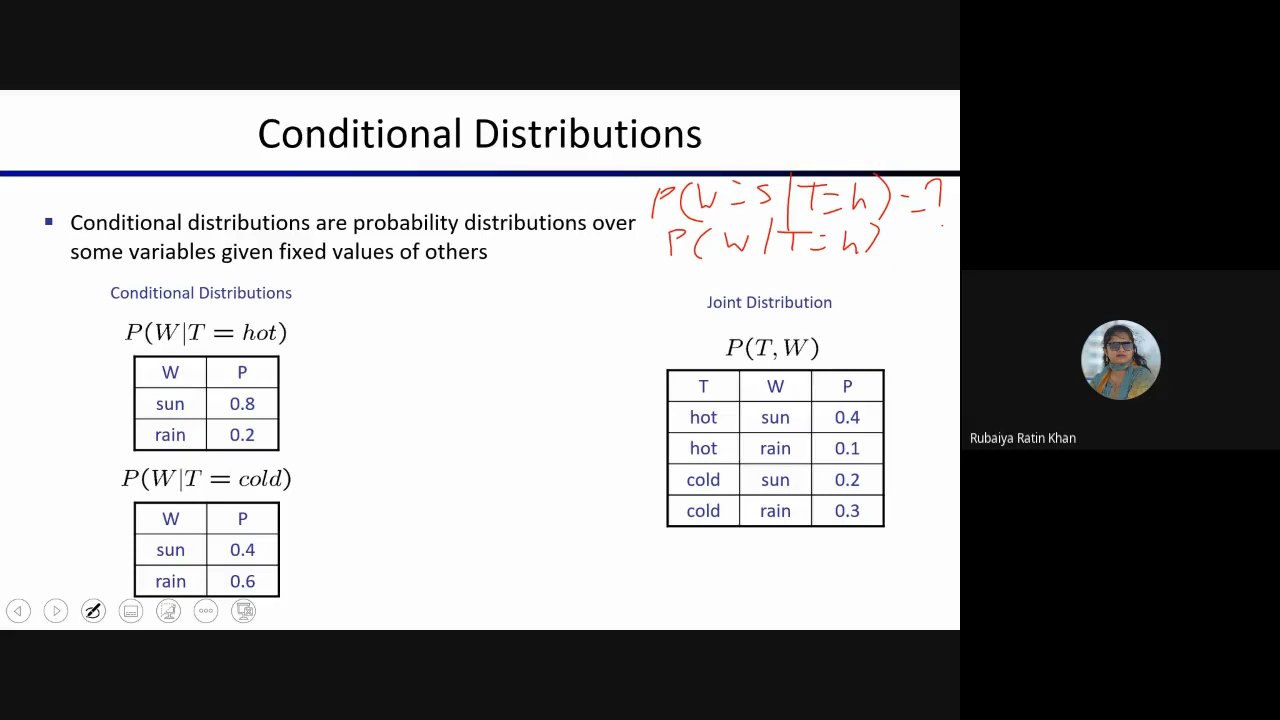 Conditional Distributions
P(W=s|T=h)=?
P(W|T=h)
▪ Conditional distributions are probability distributions over
some variables given fixed values of others
Conditional Distributions
P(W|T = hot)
W P
sun 0.8
rain 0.2
P(W|T = cold)
W P
sun 0.4
rain 0.6
Joint Distribution
P(T, W)
T W P
hot sun 0.4
hot rain 0.1
cold sun 0.2
cold rain 0.3
Rubaiya Ratin Khan